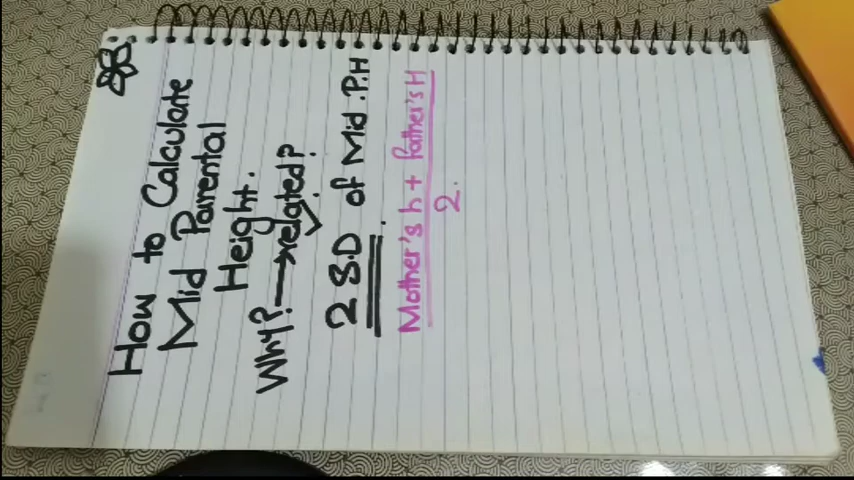 How to Calculate
Mid Parental
Height.
Why? → related?
2 S.D of Mid.P.H
Mother's h + father's H
2.